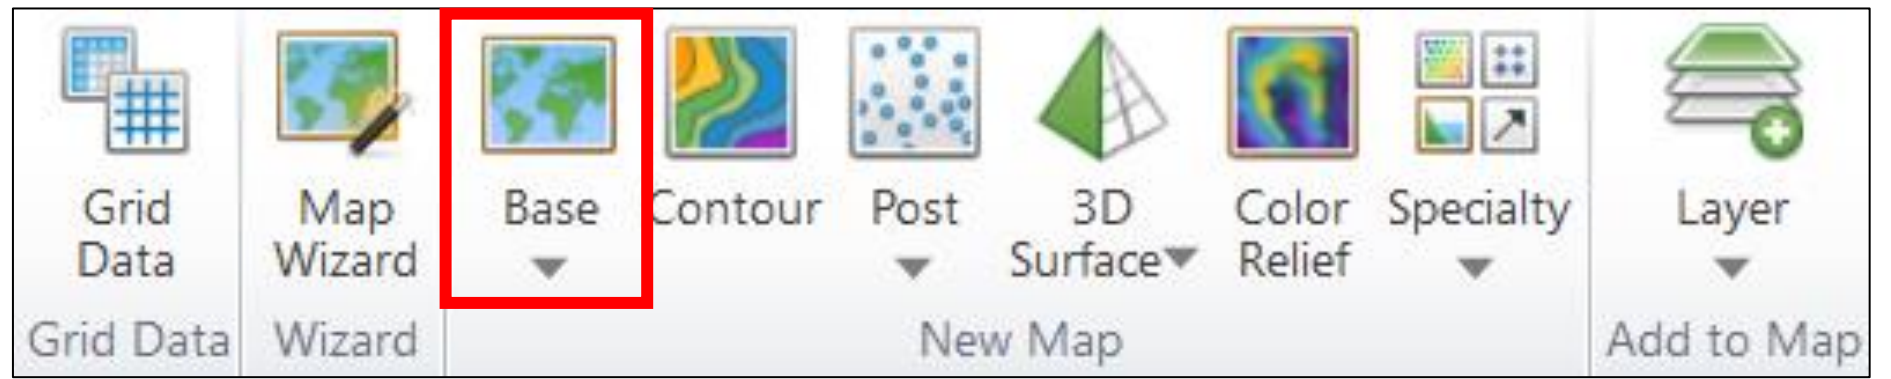 Grid
Data
Map
Wizard
Base
Contour
Post
3D
Surface
Color
Relief
Specialty
Layer
Grid Data
Wizard
New Map
Add to Map